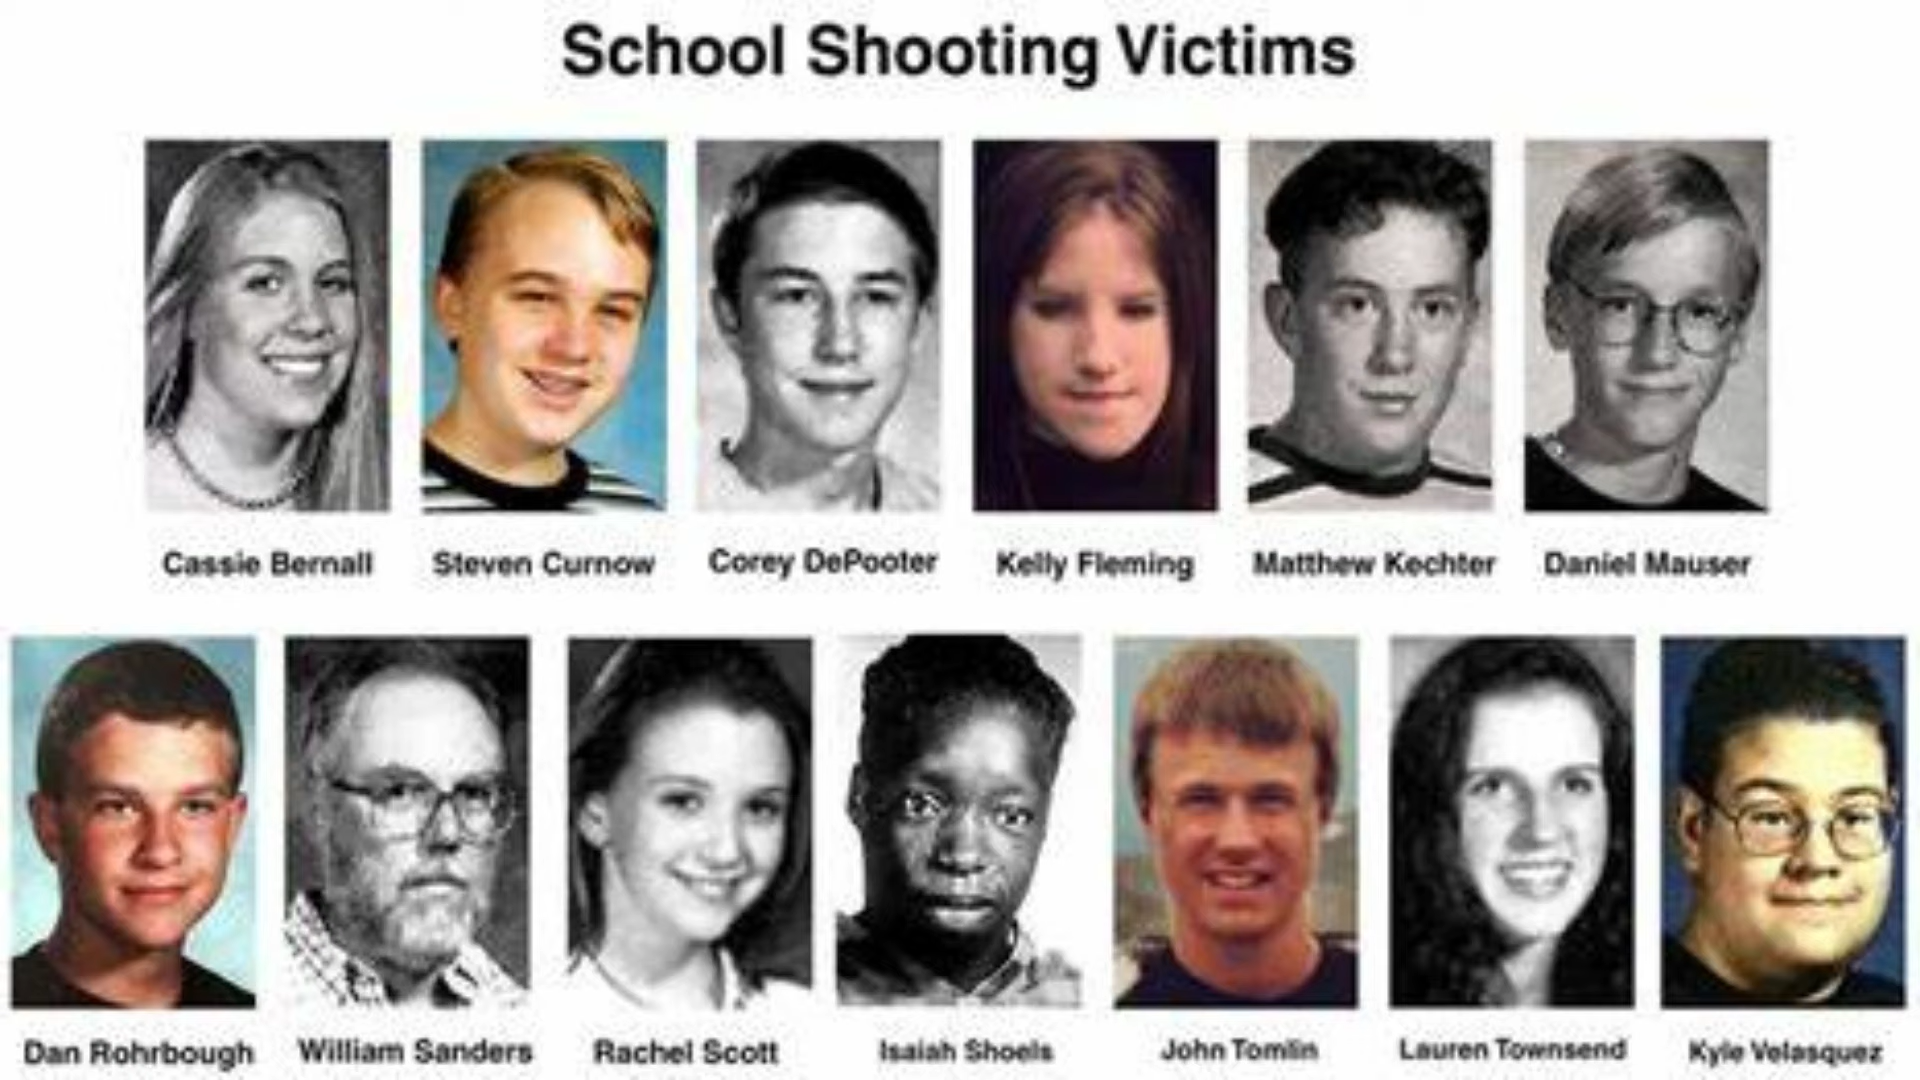 School Shooting Victims
Cassie Bernall Steven Curnow Corey DePooter Kelly Fleming Matthew Kechter Daniel Mauser
Dan Rohrbough William Sanders Rachel Scott Isaiah Shoels John Tomlin Lauren Townsend Kyle Velasquez